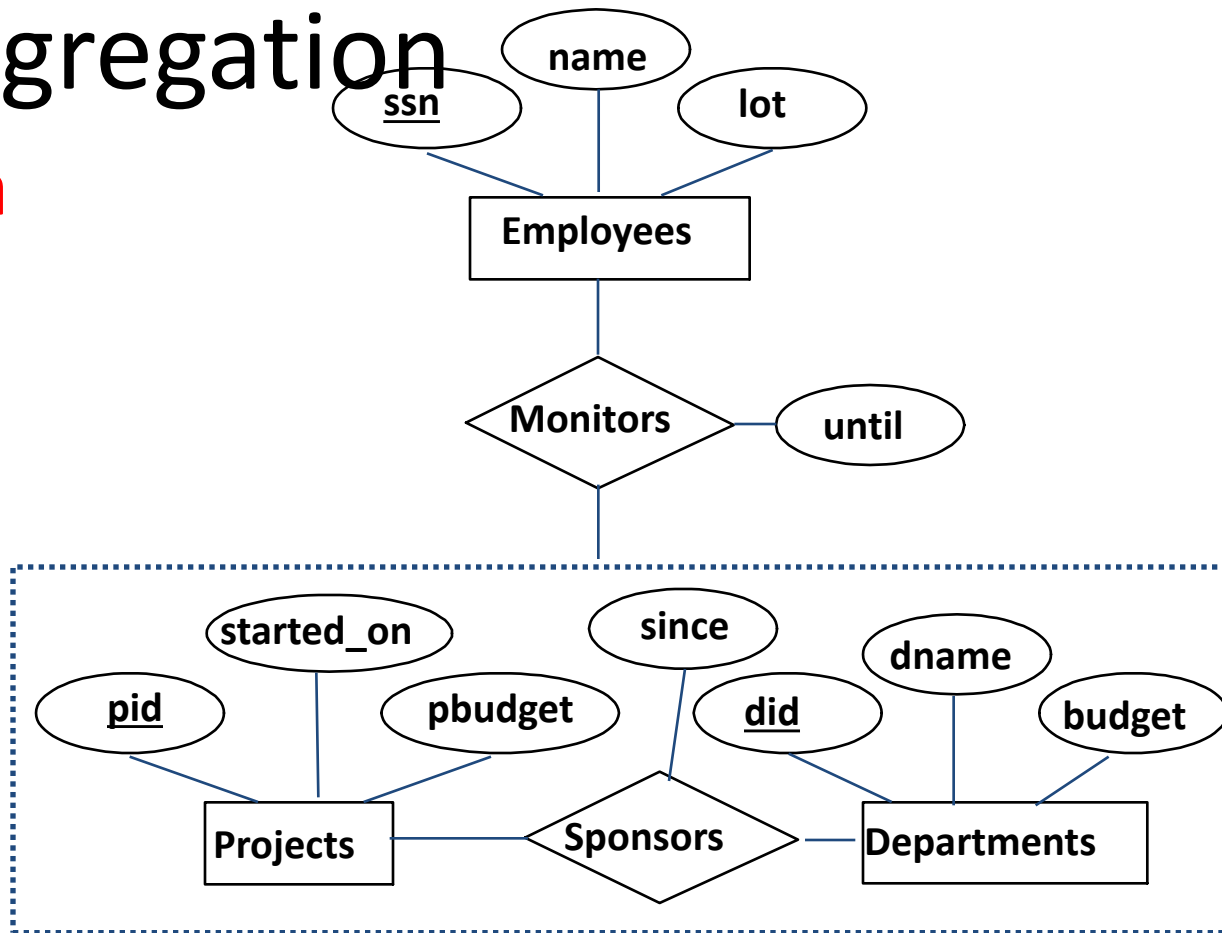 gregation
name
ssn
lot
Employees
Monitors
until
started_on
since
dname
pid
pbudget
did
budget
Projects
Sponsors
Departments